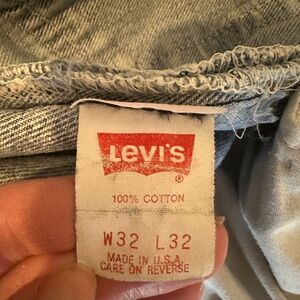 LEVI'S ®
100% COTTON
W32 L32
MADE IN U.S.A.
CARE ON REVERSE